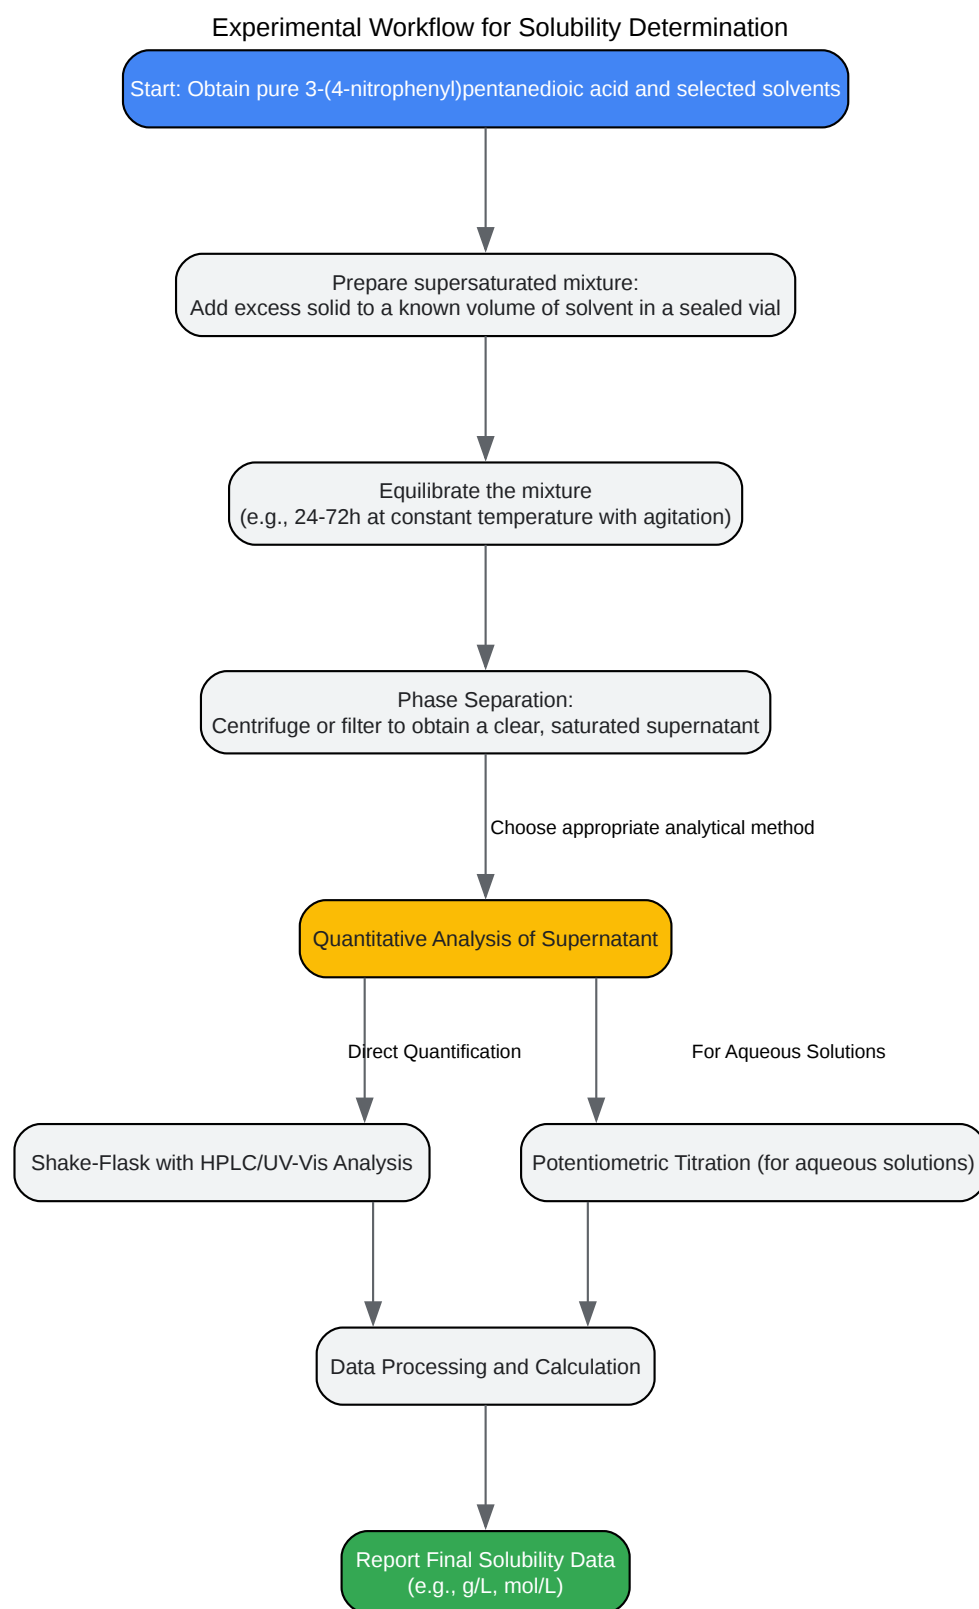 Experimental Workflow for Solubility Determination
Start: Obtain pure 3-(4-nitrophenyl)pentanedioic acid and selected solvents
Prepare supersaturated mixture:
Add excess solid to a known volume of solvent in a sealed vial
Equilibrate the mixture
(e.g., 24-72h at constant temperature with agitation)
Phase Separation:
Centrifuge or filter to obtain a clear, saturated supernatant
Choose appropriate analytical method
Quantitative Analysis of Supernatant
Direct Quantification
For Aqueous Solutions
Shake-Flask with HPLC/UV-Vis Analysis
Potentiometric Titration (for aqueous solutions)
Data Processing and Calculation
Report Final Solubility Data
(e.g., g/L, mol/L)